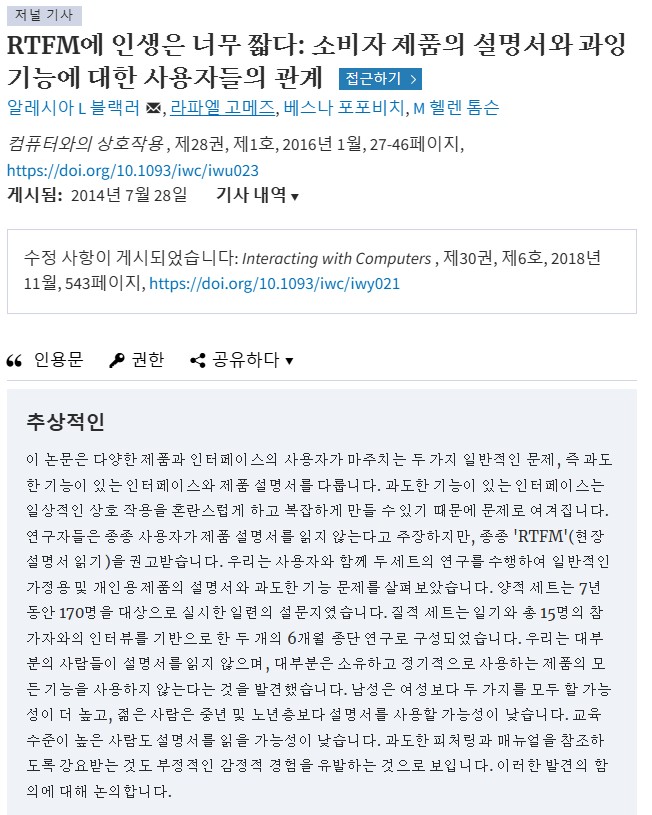 저널 기사
RTFM에 인생은 너무 짧다: 소비자 제품의 설명서와 과잉
기능에 대한 사용자들의 관계 접근하기 >
알레시아 L 블랙러 , 라파엘 고메즈, 베스나 포포비치, M 헬렌 톰슨
컴퓨터와의 상호작용 , 제28권, 제1호, 2016년 1월, 27-46페이지,
https://doi.org/10.1093/iwc/iwu023
게시됨: 2014년 7월 28일 기사 내역 ▾
수정 사항이 게시되었습니다: Interacting with Computers , 제30권, 제6호, 2018년
11월, 543페이지, https://doi.org/10.1093/iwc/iwy021
인용문 권한 공유하다 ▾
추상적인
이 논문은 다양한 제품과 인터페이스의 사용자가 마주치는 두 가지 일반적인 문제, 즉 과도
한 기능이 있는 인터페이스와 제품 설명서를 다룹니다. 과도한 기능이 있는 인터페이스는
일상적인 상호 작용을 혼란스럽게 하고 복잡하게 만들 수 있기 때문에 문제로 여겨집니다.
연구자들은 종종 사용자가 제품 설명서를 읽지 않는다고 주장하지만, 종종 'RTFM'(현장
설명서 읽기)을 권고받습니다. 우리는 사용자와 함께 두 세트의 연구를 수행하여 일반적인
가정용 및 개인용 제품의 설명서와 과도한 기능 문제를 살펴보았습니다. 양적 세트는 7년
동안 170명을 대상으로 실시한 일련의 설문지였습니다. 질적 세트는 일기와 총 15명의 참
가자와의 인터뷰를 기반으로 한 두 개의 6개월 종단 연구로 구성되었습니다. 우리는 대부
분의 사람들이 설명서를 읽지 않으며, 대부분은 소유하고 정기적으로 사용하는 제품의 모
든 기능을 사용하지 않는다는 것을 발견했습니다. 남성은 여성보다 두 가지를 모두 할 가능
성이 더 높고, 젊은 사람은 중년 및 노년층보다 설명서를 사용할 가능성이 낮습니다. 교육
수준이 높은 사람도 설명서를 읽을 가능성이 낮습니다. 과도한 피처링과 매뉴얼을 참조하
도록 강요받는 것도 부정적인 감정적 경험을 유발하는 것으로 보입니다. 이러한 발견의 함
의에 대해 논의합니다.